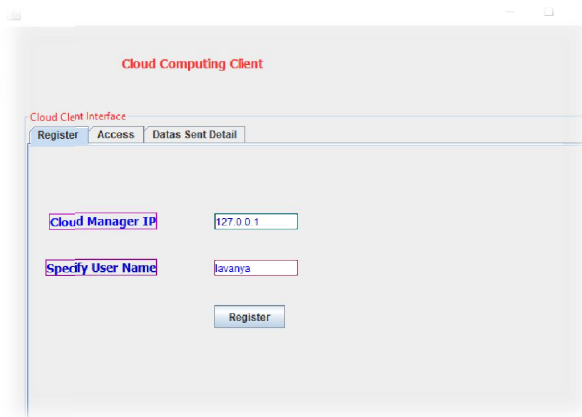 Cloud Computing Client
Cloud Clent Interface
Register Access Datas Sent Detail
Cloud Manager IP 127.0.0.1
Specify User Name lavanya
Register